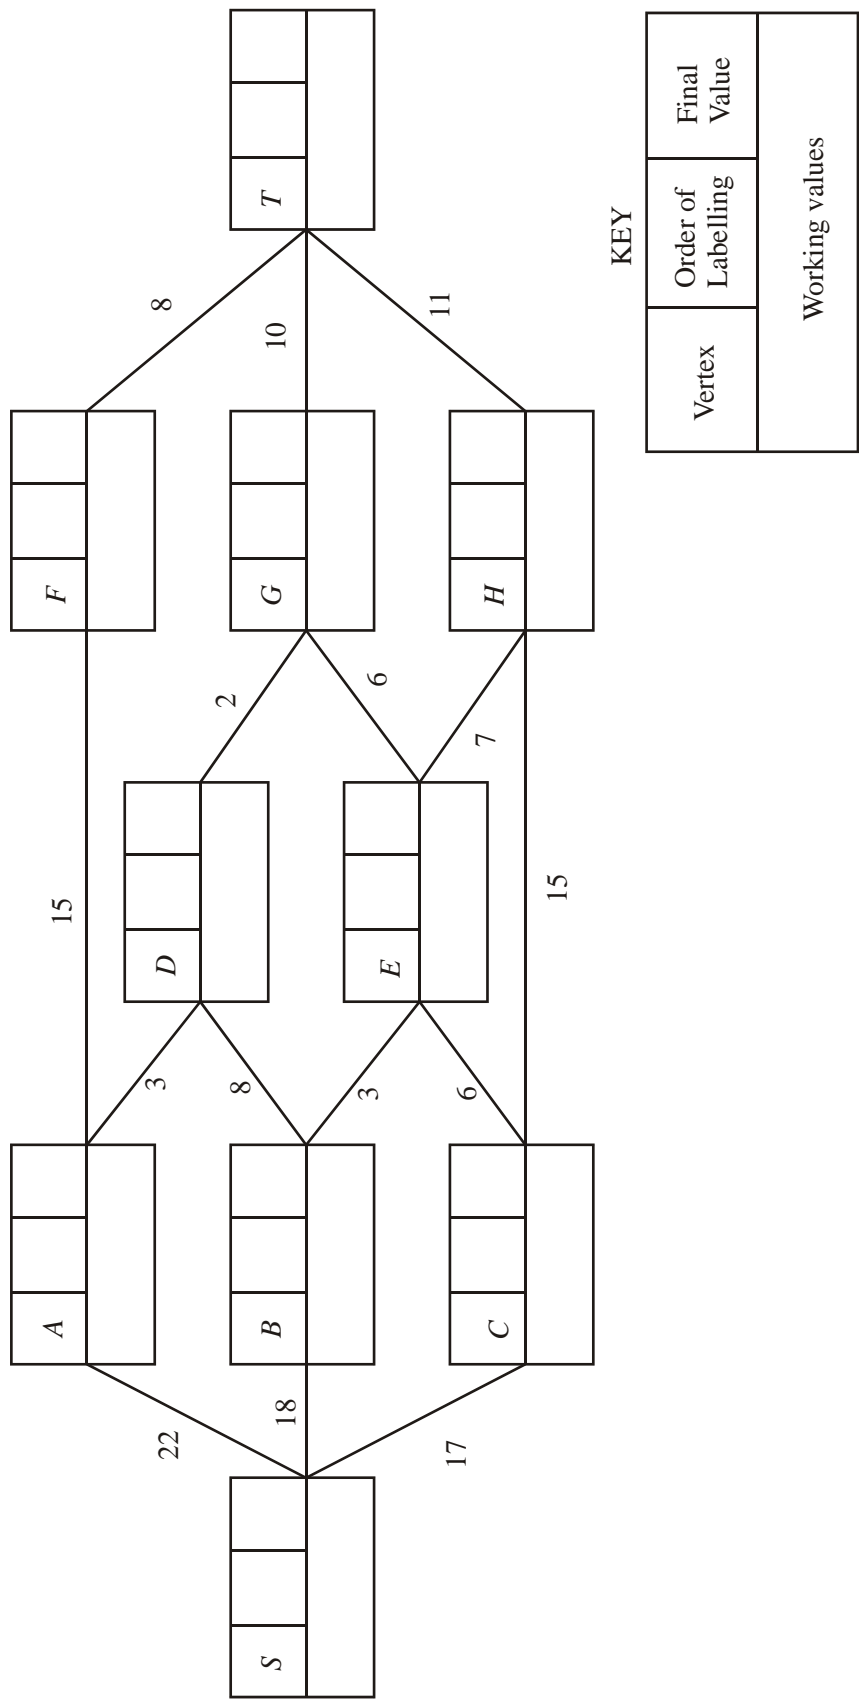 F
A
8
15
T
3
D
22
2
G
10
B
8
S
18
6
E
3
11
H
7
C
6
17
15
KEY
Vertex
Order of
Labelling
Final
Value
Working values